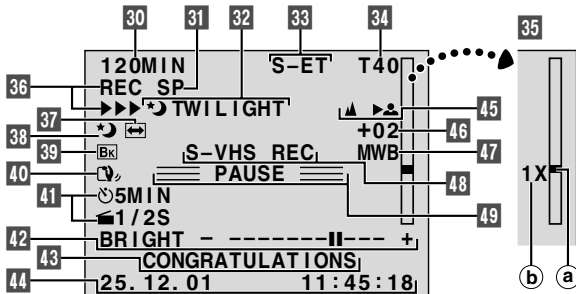 30 31 32 33 34 35
120MIN S-ET T40
36 REC SP 45
TWILIGHT
37 +02 46
38
39 BK MWB 47
S-VHS REC 48
40 PAUSE 49
41 5MIN 1X
1/2S
42 BRIGHT - -------▮▮--- + b a
43 CONGRATULATIONS
44 25.12.01 11:45:18